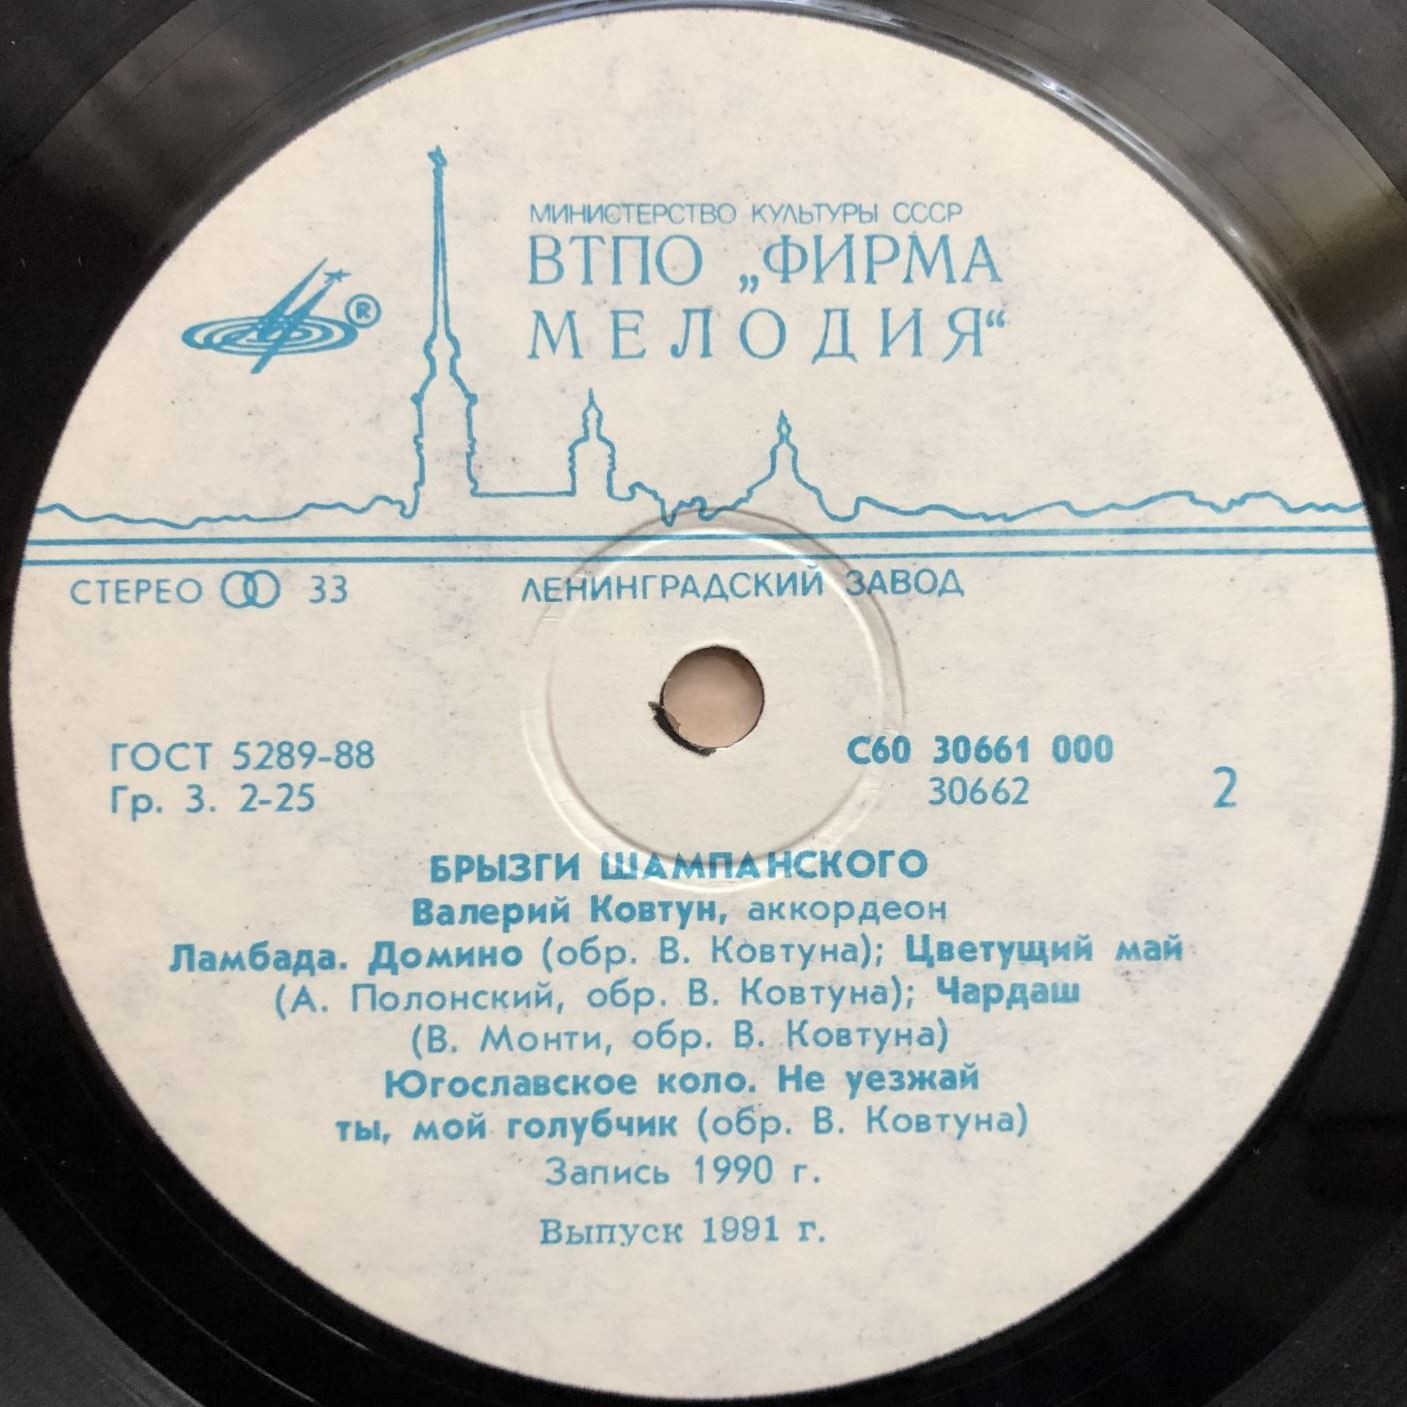 МИНИСТЕРСТВО КУЛЬТУРЫ СССР
ВТПО „ФИРМА
МЕЛОДИЯ“
®
СТЕРЕО 33
ЛЕНИНГРАДСКИЙ ЗАВОД
ГОСТ 5289-88
Гр. 3. 2-25
С60 30661 000
30662
2
БРЫЗГИ ШАМПАНСКОГО
Валерий Ковтун, аккордеон
Ламбада. Домино (обр. В. Ковтуна); Цветущий май
(А. Полонский, обр. В. Ковтуна); Чардаш
(В. Монти, обр. В. Ковтуна)
Югославское коло. Не уезжай
ты, мой голубчик (обр. В. Ковтуна)
Запись 1990 г.
Выпуск 1991 г.